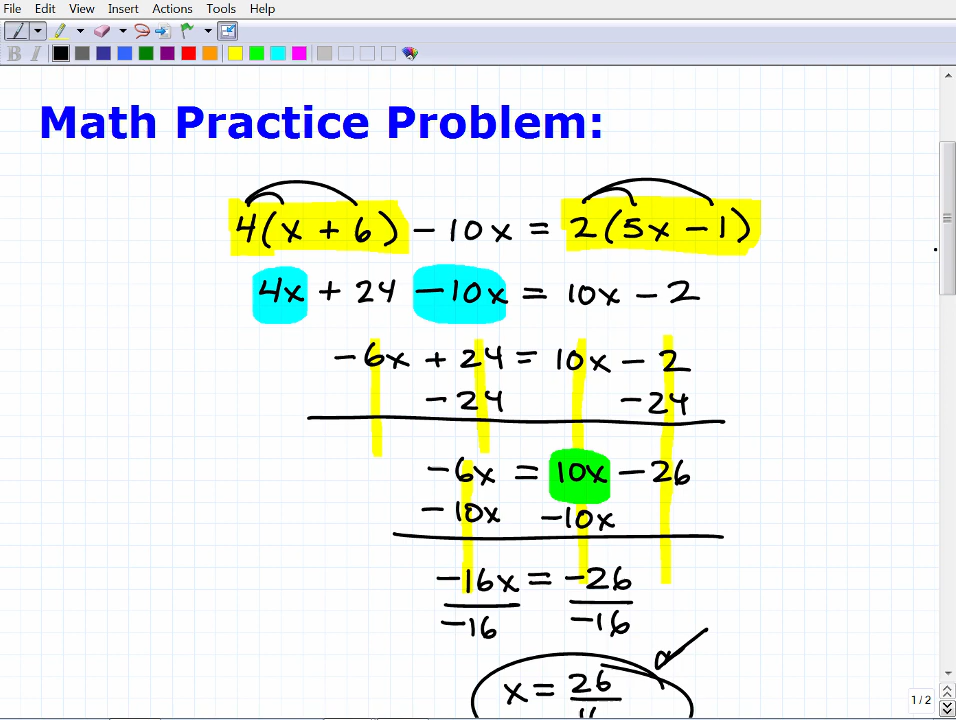 File Edit View Insert Actions Tools Help
B I
Math Practice Problem:
4(x + 6) - 10x = 2(5x - 1)
4x + 24 - 10x = 10x - 2
-6x + 24 = 10x - 2
-24 -24
-6x = 10x - 26
-10x -10x
-16x = -26
-16 -16
x = 26
1 / 2